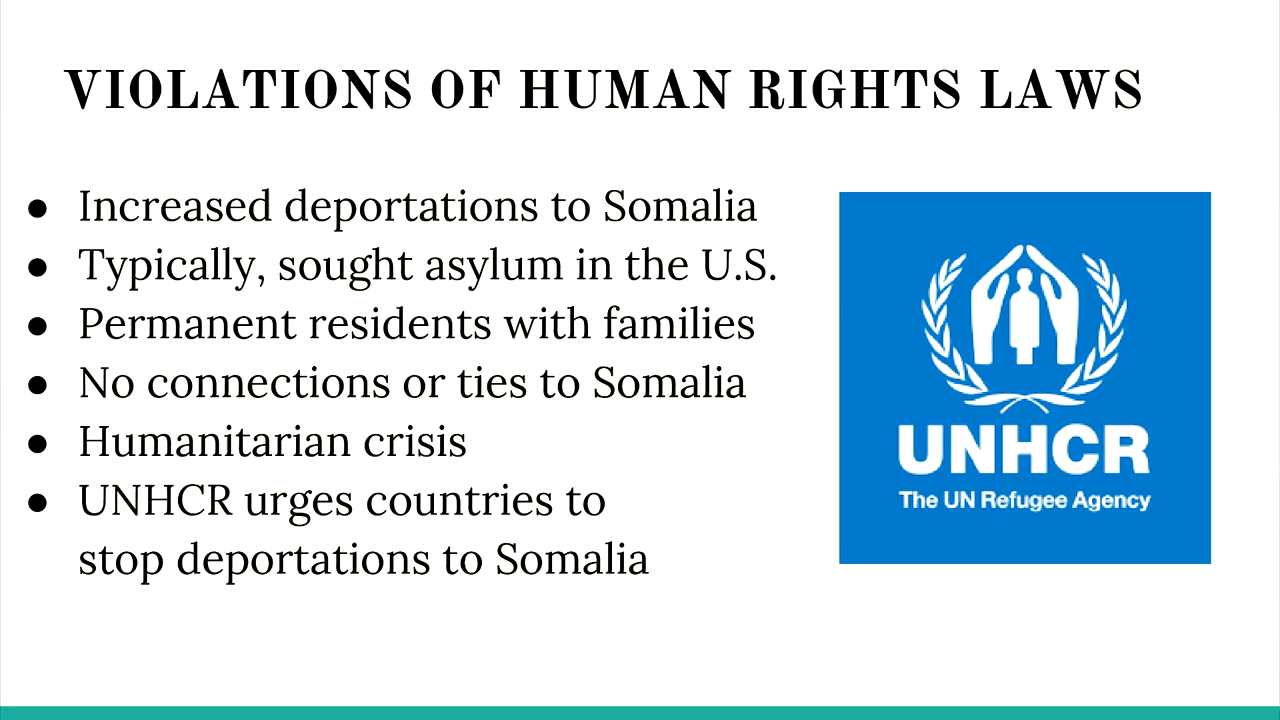 VIOLATIONS OF HUMAN RIGHTS LAWS
● Increased deportations to Somalia
● Typically, sought asylum in the U.S.
● Permanent residents with families
● No connections or ties to Somalia
● Humanitarian crisis
● UNHCR urges countries to
stop deportations to Somalia
UNHCR
The UN Refugee Agency